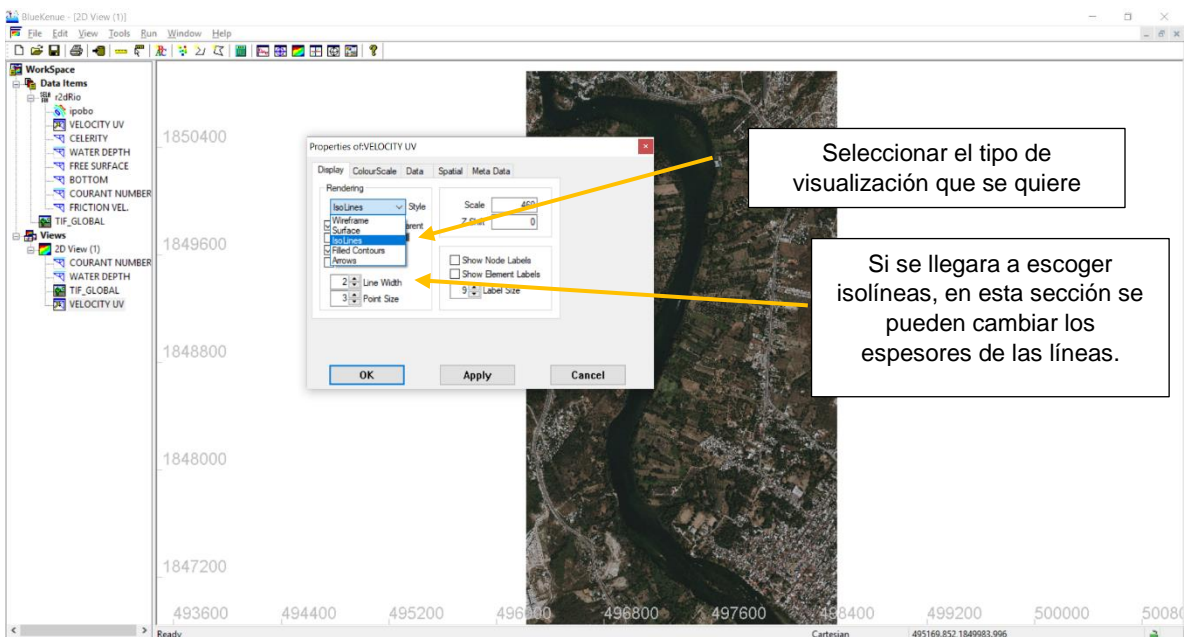 BlueKenue - [2D View (1)]
File Edit View Tools Run Window Help
WorkSpace
Data Items
r2dRio
ipobo
VELOCITY UV
CELERITY
WATER DEPTH
FREE SURFACE
BOTTOM
COURANT NUMBER
FRICTION VEL.
TIF_GLOBAL
Views
2D View (1)
COURANT NUMBER
WATER DEPTH
TIF_GLOBAL
VELOCITY UV
1850400
1849600
1848800
1848000
1847200
493600 494400 495200 496800 497600 498400 499200 500000
Properties of:VELOCITY UV
Display ColourScale Data Spatial Meta Data
Rendering
IsoLines Style
Wireframe
Surface
IsoLines
Filled Contours
Arrows
2 Line Width
3 Point Size
Scale
0
Show Node Labels
Show Element Labels
9 Label Size
OK Apply Cancel
Seleccionar el tipo de
visualización que se quiere
Si se llegara a escoger
isolíneas, en esta sección se
pueden cambiar los
espesores de las líneas.
Ready Cartesian 495169.852 1849983.996